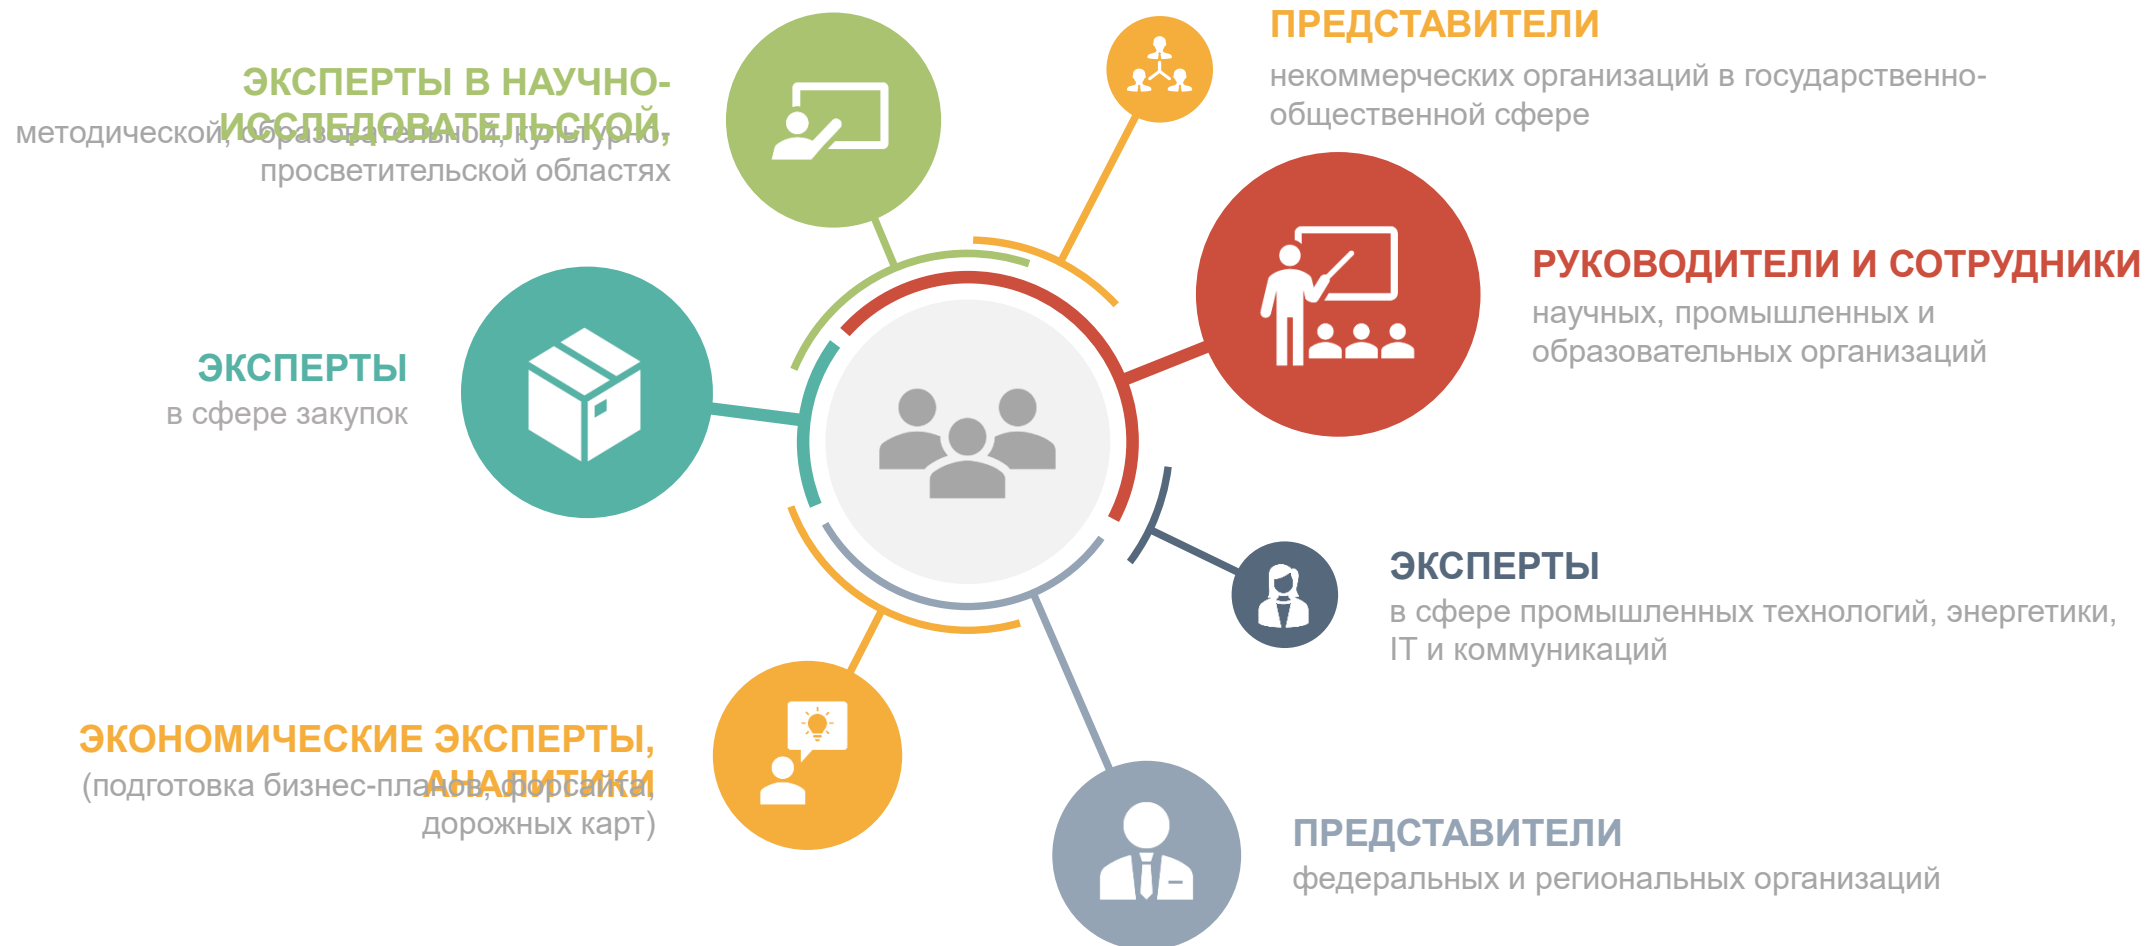 ЭКСПЕРТЫ В НАУЧНО-
ИССЛЕДОВАТЕЛЬСКОЙ,
методической, образовательной, культурно-
просветительской областях
ПРЕДСТАВИТЕЛИ
некоммерческих организаций в государственно-
общественной сфере
РУКОВОДИТЕЛИ И СОТРУДНИКИ
научных, промышленных и
образовательных организаций
ЭКСПЕРТЫ
в сфере закупок
ЭКСПЕРТЫ
в сфере промышленных технологий, энергетики,
IT и коммуникаций
ЭКОНОМИЧЕСКИЕ ЭКСПЕРТЫ,
АНАЛИТИКИ
(подготовка бизнес-планов, форсайта,
дорожных карт)
ПРЕДСТАВИТЕЛИ
федеральных и региональных организаций